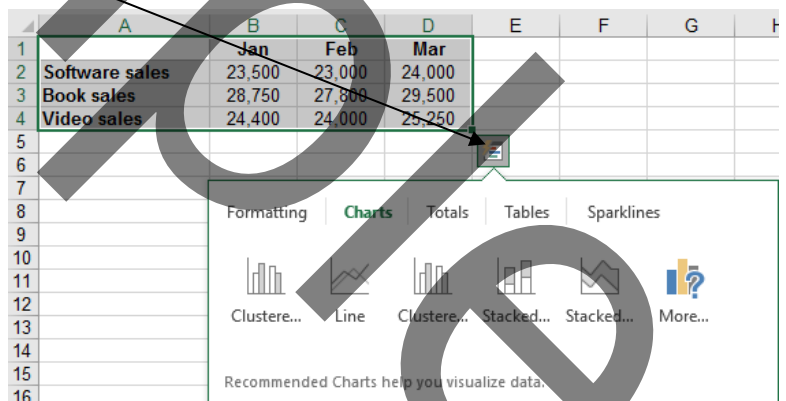 A B C D E F G H
1 Jan Feb Mar
2 Software sales 23,500 23,000 24,000
3 Book sales 28,750 27,800 29,500
4 Video sales 24,400 24,000 25,250
5
6
7
8 Formatting Charts Totals Tables Sparklines
9
10
11
12 Clustere... Line Clustere... Stacked... Stacked... More...
13
14
15 Recommended Charts help you visualize data.
16